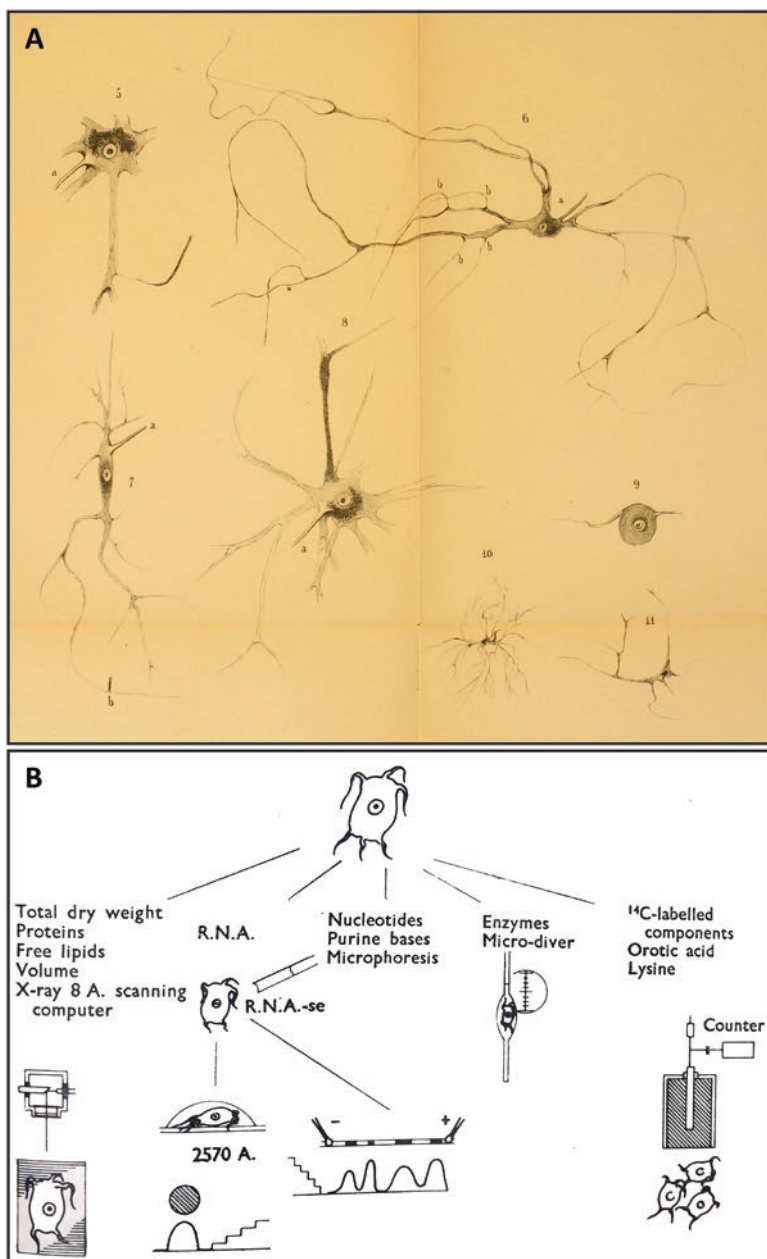 A
5
6
a
b
b
a
b
b
*
8
7
a
9
a
10
11
b
B
Total dry weight
Proteins
Free lipids
Volume
X-ray 8 A. scanning
computer
R.N.A.
Nucleotides
Purine bases
Microphoresis
Enzymes
Micro-diver
¹⁴C-labelled
components
Orotic acid
Lysine
R.N.A.-se
Counter
2570 A.
− +